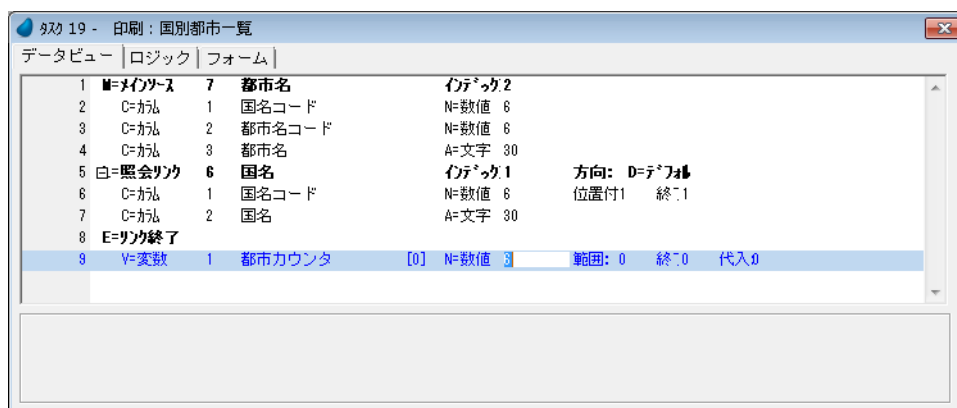 タスク 19 - 印刷：国別都市一覧
データビュー ロジック フォーム
1 M=メインソース 7 都市名 インデックス: 2
2 C=カラム 1 国名コード N=数値 6
3 C=カラム 2 都市名コード N=数値 6
4 C=カラム 3 都市名 A=文字 30
5 =照会リンク 6 国名 インデックス: 1 方向: D=デフォル
6 C=カラム 1 国名コード N=数値 6 位置付 1 終了 1
7 C=カラム 2 国名 A=文字 30
8 E=リンク終了
9 V=変数 1 都市カウンタ [0] N=数値 6 範囲: 0 終了 0 代入: 0